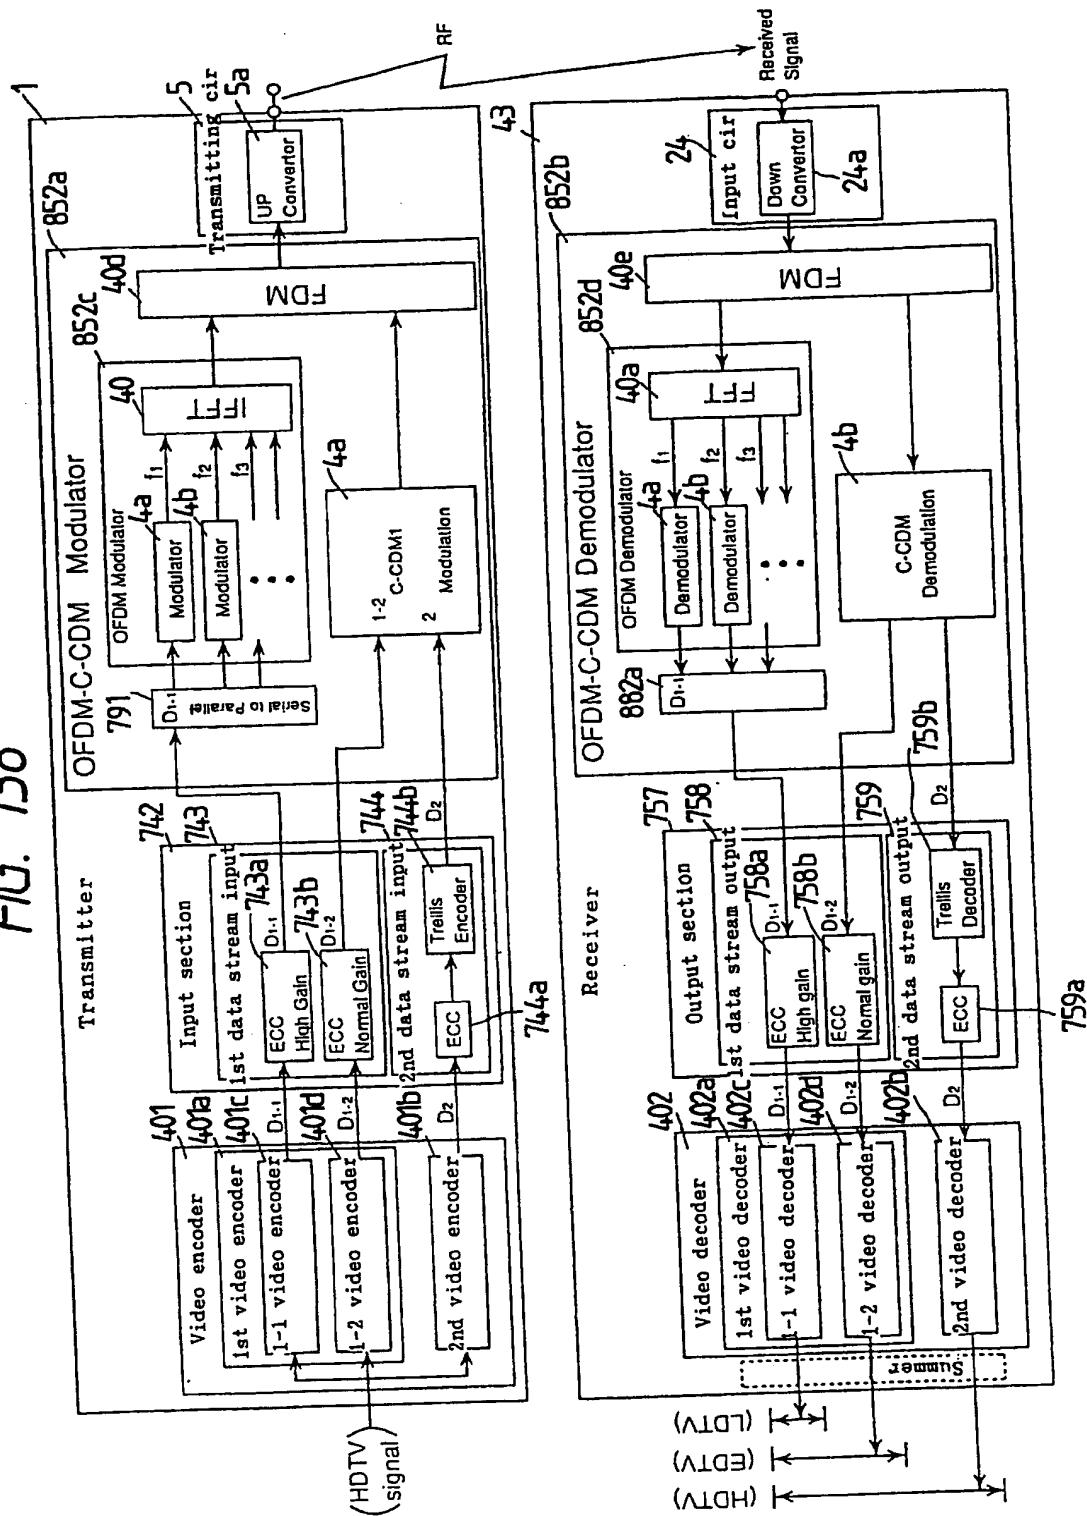 FIG. 138
Transmitter
1
401
Video encoder
401a
1st video encoder
401c
1-1 video encoder
401d
1-2 video encoder
401b
2nd video encoder
(HDTV signal)
D1-1
D1-2
D2
742
Input section
743
1st data stream input
743a
ECC
High Gain
D1-1
743b
ECC
Normal Gain
D1-2
744
2nd data stream input
744b
ECC
744a
Trellis
Encoder
D2
852a
OFDM-C-CDM Modulator
791
D1-1
Serial to Parallel
852c
OFDM Modulator
4a
Modulator
4b
Modulator
f1
f2
f3
40
IFFT
4a
1-2
C-CDM1
2
Modulation
40d
FDM
5
Transmitting cir
5a
UP
Convertor
RF
Receiver
43
Received
Signal
24
Input cir
Down
Convertor
24a
852b
OFDM-C-CDM Demodulator
40e
FDM
852d
OFDM Demodulator
40a
FFT
f1
f2
f3
4a
Demodulator
4b
Demodulator
882a
D1-1
4b
C-CDM
Demodulation
757
Output section
758
1st data stream output
758a
D1-1
ECC
High gain
758b
D1-2
ECC
Nomal gain
759
2nd data stream output
759b
D2
Trellis
Decoder
ECC
759a
402
Video decoder
402a
1st video decoder
402c
D1-1
1-1 video decoder
402d
D1-2
1-2 video decoder
402b
D2
2nd video decoder
Summer
(LDTV)
(EDTV)
(HDTV)